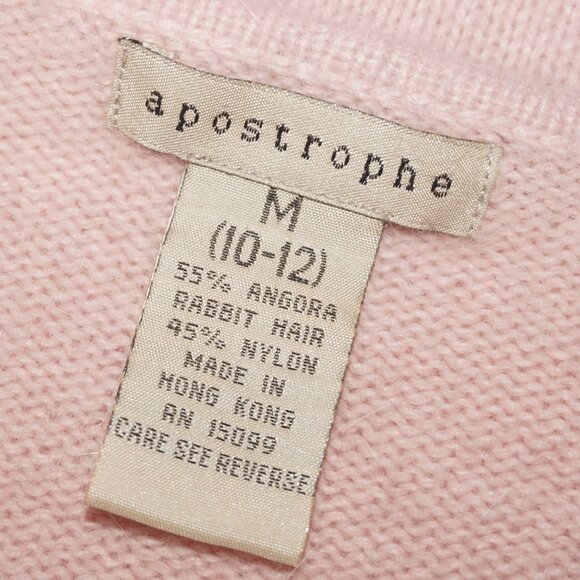 apostrophe
M
(10-12)
55% ANGORA
RABBIT HAIR
45% NYLON
MADE IN
HONG KONG
RN 15099
CARE SEE REVERSE